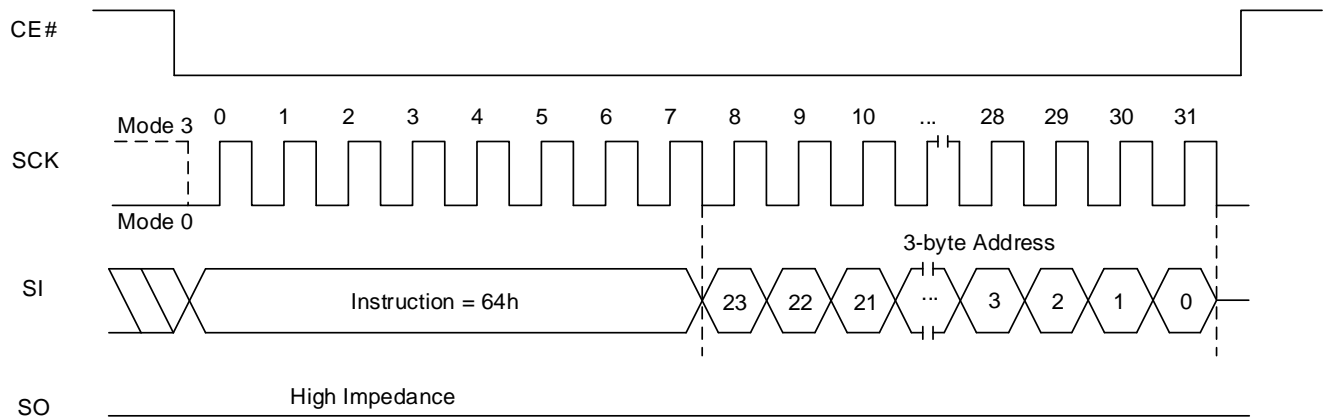 CE#
0 1 2 3 4 5 6 7 8 9 10 ... 28 29 30 31
Mode 3
SCK
Mode 0
3-byte Address
SI
Instruction = 64h 23 22 21 ... 3 2 1 0
High Impedance
SO